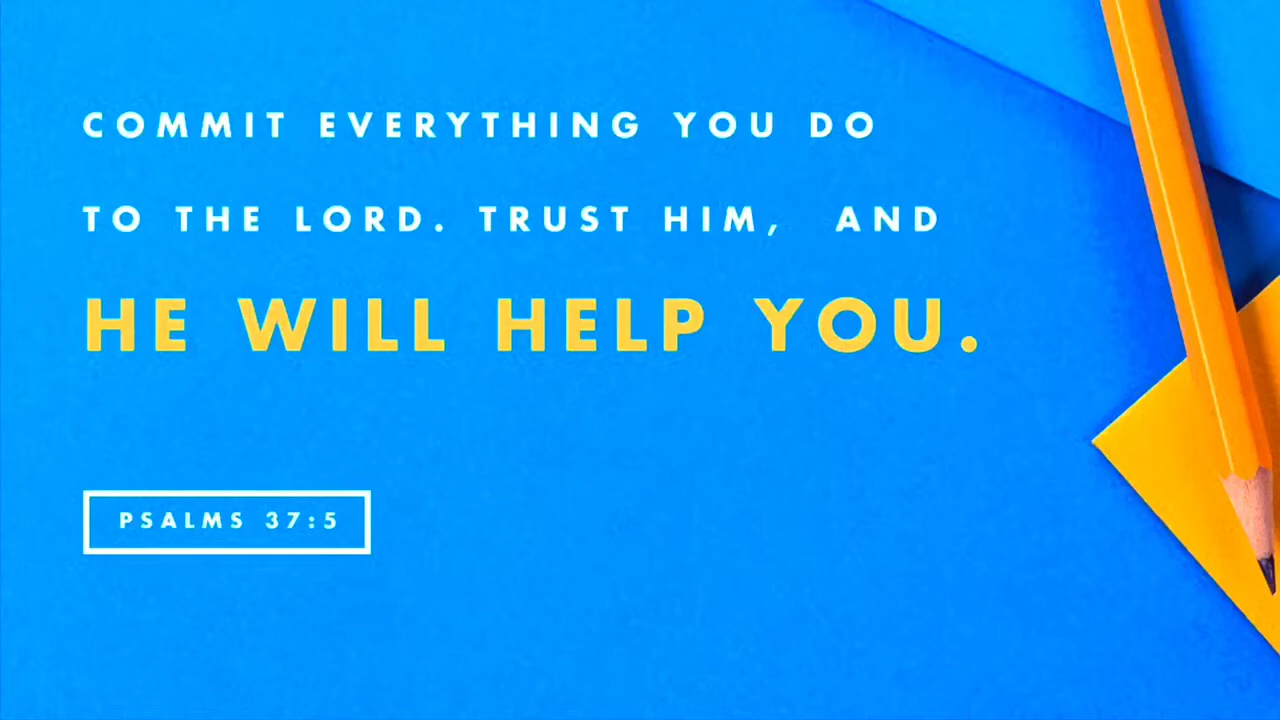 COMMIT EVERYTHING YOU DO
TO THE LORD. TRUST HIM, AND
HE WILL HELP YOU.
PSALMS 37:5